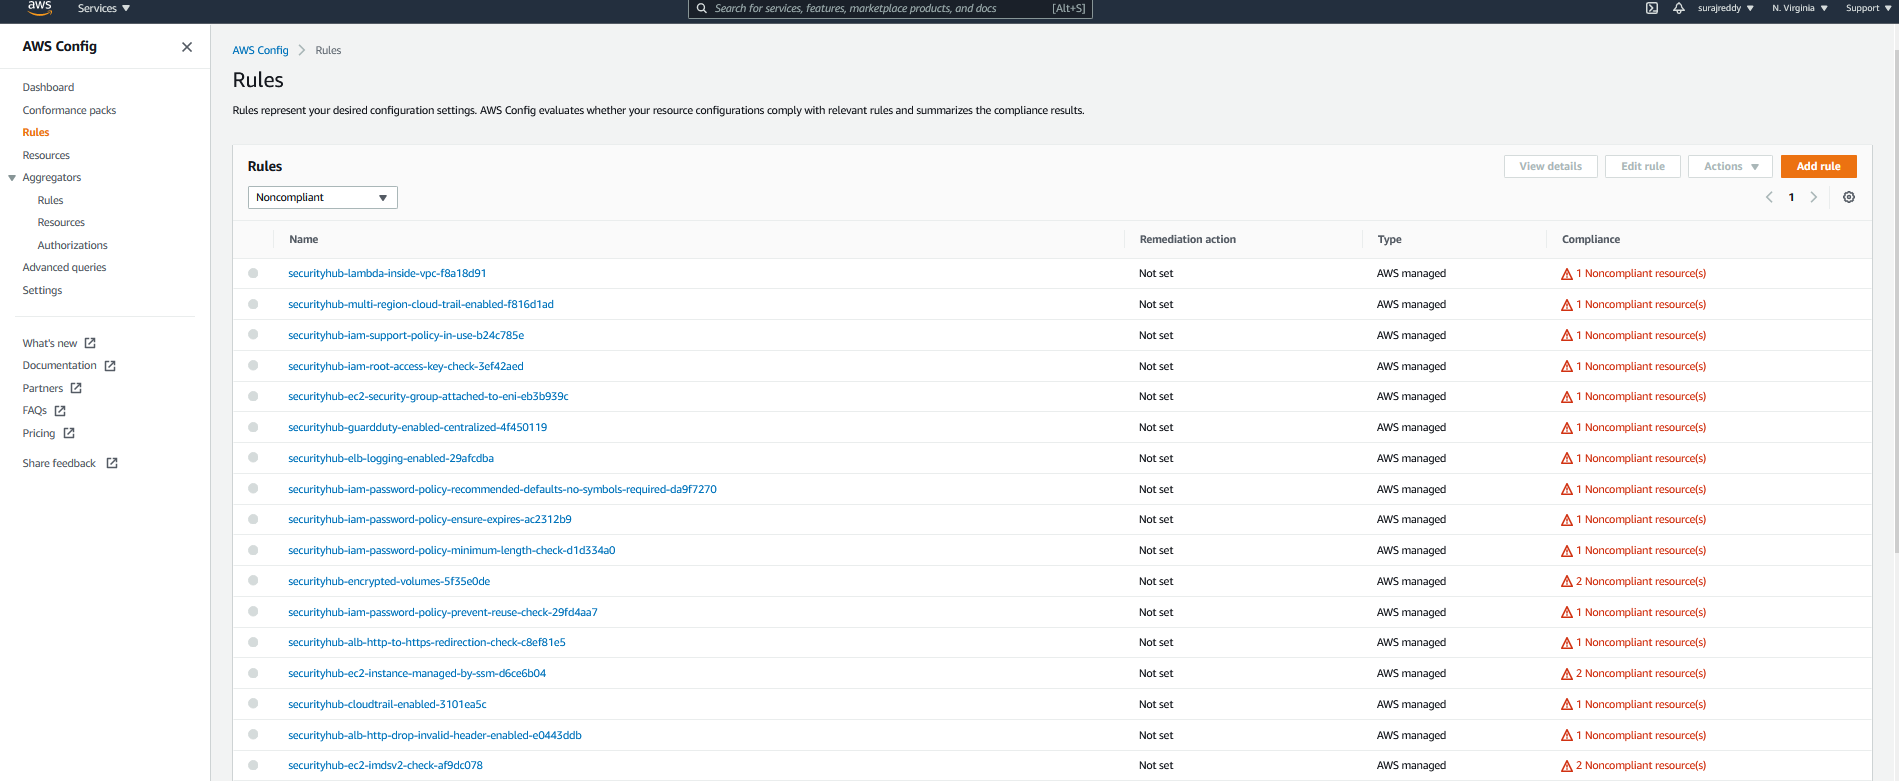 aws
Services
Search for services, features, marketplace products, and docs [Alt+S]
surajreddy
N. Virginia
Support
AWS Config
Dashboard
Conformance packs
Rules
Resources
Aggregators
Rules
Resources
Authorizations
Advanced queries
Settings
What's new
Documentation
Partners
FAQs
Pricing
Share feedback
AWS Config > Rules
Rules
Rules represent your desired configuration settings. AWS Config evaluates whether your resource configurations comply with relevant rules and summarizes the compliance results.
Rules
View details Edit rule Actions Add rule
Noncompliant
1
Name Remediation action Type Compliance
securityhub-lambda-inside-vpc-f8a18d91 Not set AWS managed 1 Noncompliant resource(s)
securityhub-multi-region-cloud-trail-enabled-f816d1ad Not set AWS managed 1 Noncompliant resource(s)
securityhub-iam-support-policy-in-use-b24c785e Not set AWS managed 1 Noncompliant resource(s)
securityhub-iam-root-access-key-check-3ef42aed Not set AWS managed 1 Noncompliant resource(s)
securityhub-ec2-security-group-attached-to-eni-eb3b939c Not set AWS managed 1 Noncompliant resource(s)
securityhub-guardduty-enabled-centralized-4f450119 Not set AWS managed 1 Noncompliant resource(s)
securityhub-elb-logging-enabled-29afcdba Not set AWS managed 1 Noncompliant resource(s)
securityhub-iam-password-policy-recommended-defaults-no-symbols-required-da9f7270 Not set AWS managed 1 Noncompliant resource(s)
securityhub-iam-password-policy-ensure-expires-ac2312b9 Not set AWS managed 1 Noncompliant resource(s)
securityhub-iam-password-policy-minimum-length-check-d1d334a0 Not set AWS managed 1 Noncompliant resource(s)
securityhub-encrypted-volumes-5f35e0de Not set AWS managed 2 Noncompliant resource(s)
securityhub-iam-password-policy-prevent-reuse-check-29fd4aa7 Not set AWS managed 1 Noncompliant resource(s)
securityhub-alb-http-to-https-redirection-check-c8ef81e5 Not set AWS managed 1 Noncompliant resource(s)
securityhub-ec2-instance-managed-by-ssm-d6ce6b04 Not set AWS managed 2 Noncompliant resource(s)
securityhub-cloudtrail-enabled-3101ea5c Not set AWS managed 1 Noncompliant resource(s)
securityhub-alb-http-drop-invalid-header-enabled-e0443ddb Not set AWS managed 1 Noncompliant resource(s)
securityhub-ec2-imdsv2-check-af9dc078 Not set AWS managed 2 Noncompliant resource(s)